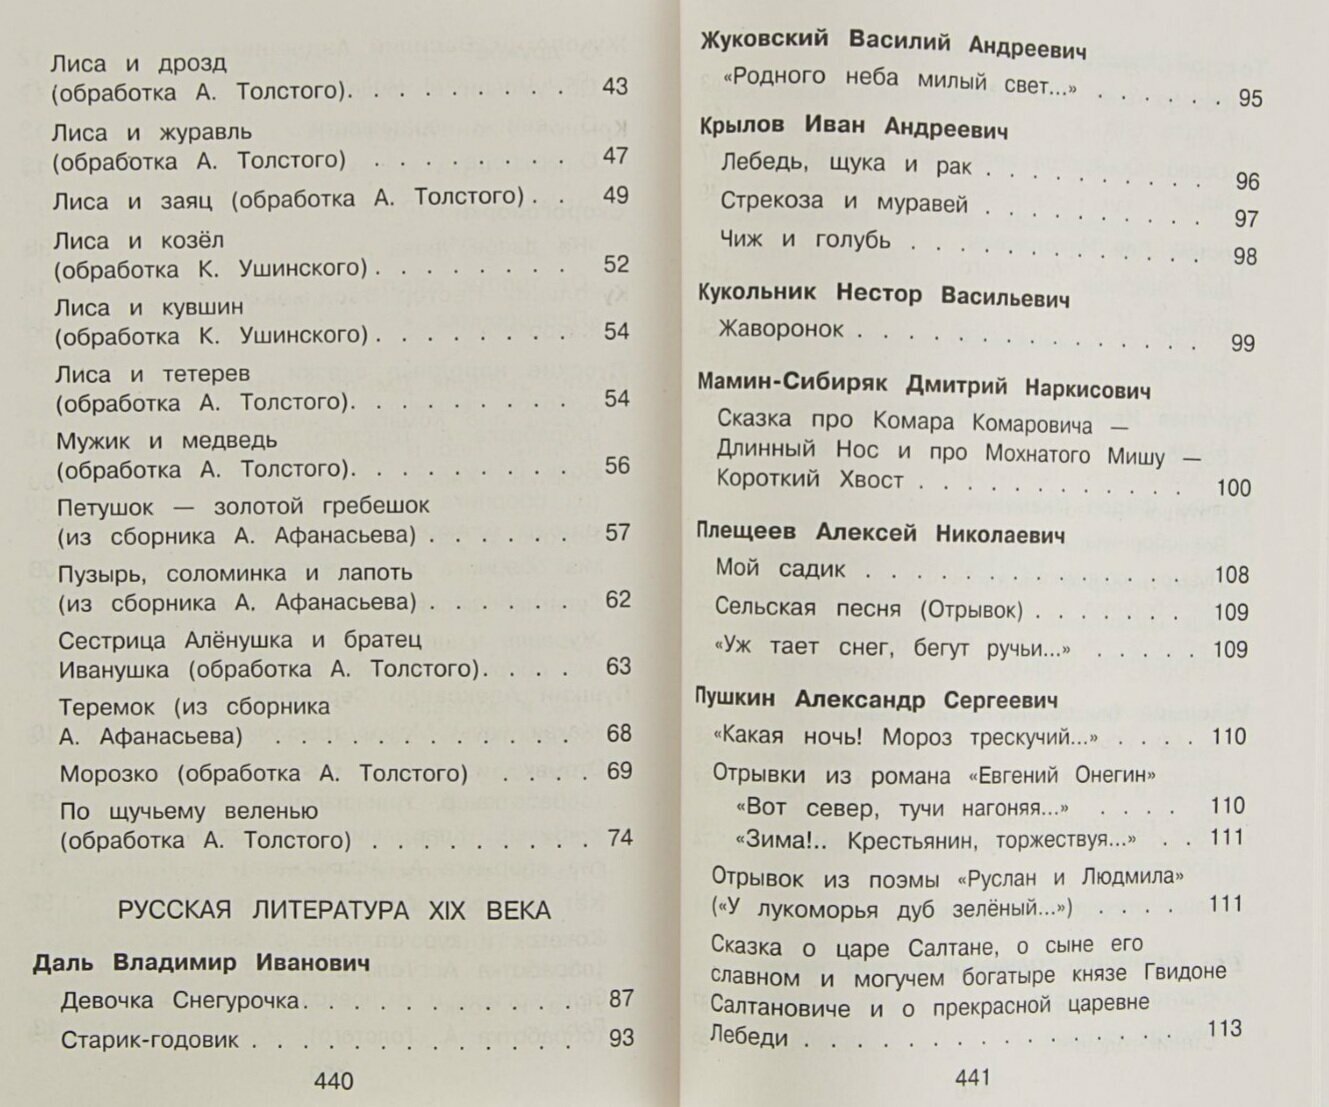 Лиса и дрозд
(обработка А. Толстого). . . . . . . . . 43
Лиса и журавль
(обработка А. Толстого) . . . . . . . . 47
Лиса и заяц (обработка А. Толстого) . . 49
Лиса и козёл
(обработка К. Ушинского) . . . . . . . . 52
Лиса и кувшин
(обработка К. Ушинского) . . . . . . . . 54
Лиса и тетерев
(обработка А. Толстого). . . . . . . . . 54
Мужик и медведь
(обработка А. Толстого). . . . . . . . . 56
Петушок — золотой гребешок
(из сборника А. Афанасьева) . . . . . . 57
Пузырь, соломинка и лапоть
(из сборника А. Афанасьева) . . . . . . 62
Сестрица Алёнушка и братец
Иванушка (обработка А. Толстого). . . . 63
Теремок (из сборника
А. Афанасьева) . . . . . . . . . . . . 68
Морозко (обработка А. Толстого) . . . . 69
По щучьему веленью
(обработка А. Толстого) . . . . . . . . 74
РУССКАЯ ЛИТЕРАТУРА XIX ВЕКА
Даль Владимир Иванович
Девочка Снегурочка. . . . . . . . . . . 87
Старик-годовик . . . . . . . . . . . . . 93
440
Жуковский Василий Андреевич
«Родного неба милый свет...» . . . . . . 95
Крылов Иван Андреевич
Лебедь, щука и рак . . . . . . . . . . 96
Стрекоза и муравей . . . . . . . . . . 97
Чиж и голубь . . . . . . . . . . . . . 98
Кукольник Нестор Васильевич
Жаворонок . . . . . . . . . . . . . . . 99
Мамин-Сибиряк Дмитрий Наркисович
Сказка про Комара Комаровича —
Длинный Нос и про Мохнатого Мишу —
Короткий Хвост . . . . . . . . . . . . 100
Плещеев Алексей Николаевич
Мой садик . . . . . . . . . . . . . 108
Сельская песня (Отрывок) . . . . . . . 109
«Уж тает снег, бегут ручьи...» . . . . . 109
Пушкин Александр Сергеевич
«Какая ночь! Мороз трескучий...» . . . . 110
Отрывки из романа «Евгений Онегин»
«Вот север, тучи нагоняя...» . . . . 110
«Зима!.. Крестьянин, торжествуя...» . . 111
Отрывок из поэмы «Руслан и Людмила»
(«У лукоморья дуб зелёный...») . . . . 111
Сказка о царе Салтане, о сыне его
славном и могучем богатыре князе Гвидоне
Салтановиче и о прекрасной царевне
Лебеди . . . . . . . . . . . . . . . . 113
441